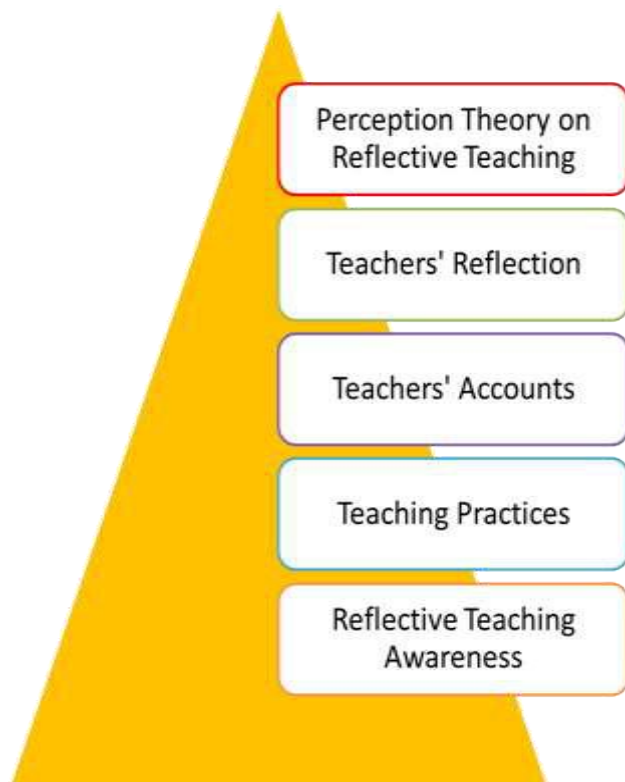 Perception Theory on
Reflective Teaching
Teachers' Reflection
Teachers' Accounts
Teaching Practices
Reflective Teaching
Awareness